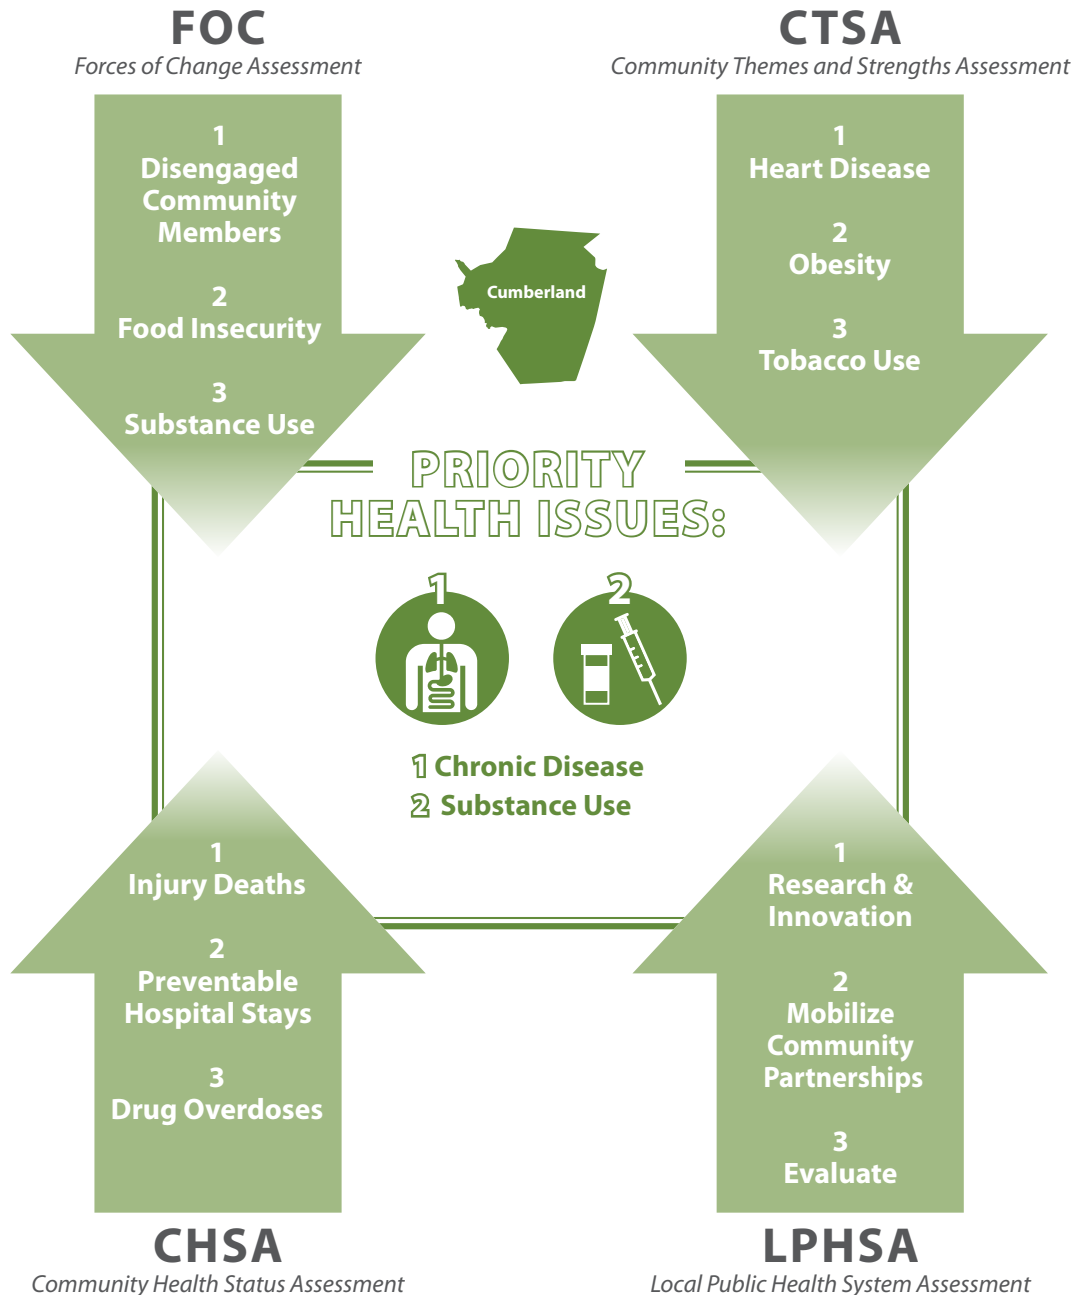 FOC
Forces of Change Assessment
1
Disengaged
Community
Members
2
Food Insecurity
3
Substance Use
CTSA
Community Themes and Strengths Assessment
1
Heart Disease
2
Obesity
3
Tobacco Use
Cumberland
PRIORITY
HEALTH ISSUES:
1
2
1 Chronic Disease
2 Substance Use
1
Injury Deaths
2
Preventable
Hospital Stays
3
Drug Overdoses
CHSA
Community Health Status Assessment
1
Research &
Innovation
2
Mobilize
Community
Partnerships
3
Evaluate
LPHSA
Local Public Health System Assessment